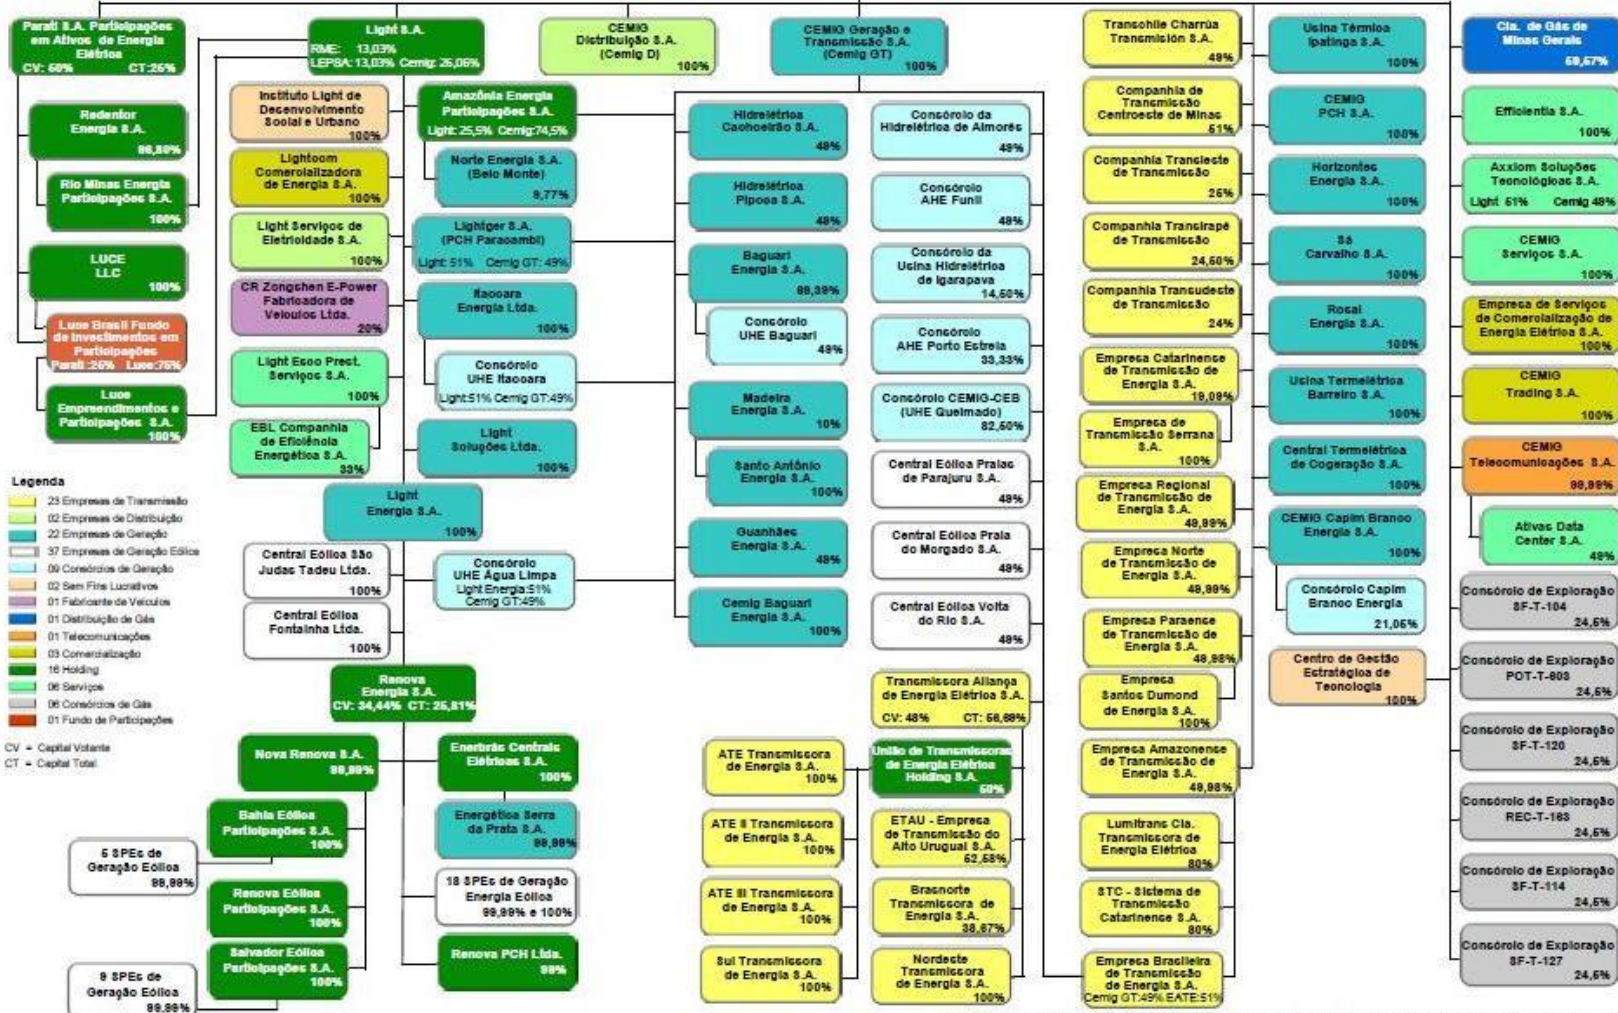 Parati S.A. Participações
em Ativos de Energia
Elétrica
CV: 50% CT:25%
Redentor
Energia S.A.
Rio Minas Energia
Participações S.A.
100%
LUCE
LLC
100%
Luce Brasil Fundo
de Investimentos em
Participações
Parati :25% Luce:75%
Luce
Empreendimentos e
Participações S.A.
100%
Legenda
23 Empresas de Transmissão
02 Empresas de Distribuição
22 Empresas de Geração
37 Empresas de Geração Eólica
09 Consórcios de Geração
02 Sem Fins Lucrativos
01 Fabricante de Veículos
01 Distribuição de Gás
01 Telecomunicações
03 Comercialização
16 Holding
06 Serviços
06 Consórcios de Gás
01 Fundo de Participações
CV = Capital Votante
CT = Capital Total
Light S.A.
RME: 13,03%
LEPSA: 13,03% Cemig: 26,06%
Instituto Light de
Desenvolvimento
Social e Urbano
100%
Lightcom
Comercializadora
de Energia S.A.
100%
Light Serviços de
Eletricidade S.A.
100%
CR Zongshen E-Power
Fabricadora de
Veículos Ltda.
20%
Light Esco Prest.
Serviços S.A.
100%
EBL Companhia
de Eficiência
Energética S.A.
33%
Amazônia Energia
Participações S.A.
Light: 25,5% Cemig:74,5%
Norte Energia S.A.
(Belo Monte)
9,77%
Lightger S.A.
(PCH Paracambi)
Light: 51% Cemig GT: 49%
Itaocara
Energia Ltda.
100%
Consórcio
UHE Itaocara
Light:51% Cemig GT:49%
Light
Soluções Ltda.
100%
Light
Energia S.A.
100%
Central Eólica São
Judas Tadeu Ltda.
100%
Central Eólica
Fontainha Ltda.
100%
Consórcio
UHE Água Limpa
Light Energia:51%
Cemig GT:49%
Renova
Energia S.A.
CV: 34,44% CT: 25,81%
Nova Renova S.A.
99,99%
Bahia Eólica
Participações S.A.
100%
5 SPEs de
Geração Eólica
99,99%
Renova Eólica
Participações S.A.
100%
Salvador Eólica
Participações S.A.
100%
9 SPEs de
Geração Eólica
99,99%
Enerbrás Centrais
Elétricas S.A.
100%
Energética Serra
da Prata S.A.
99,99%
18 SPEs de Geração
Energia Eólica
99,99% e 100%
Renova PCH Ltda.
CEMIG
Distribuição S.A.
(Cemig D)
100%
CEMIG Geração e
Transmissão S.A.
(Cemig GT)
100%
Hidrelétrica
Cachoeirão S.A.
49%
Hidrelétrica
Pipoca S.A.
49%
Baguari
Energia S.A.
Consórcio
UHE Baguari
49%
Madeira
Energia S.A.
10%
Santo Antônio
Energia S.A.
100%
Guanhães
Energia S.A.
49%
Cemig Baguari
Energia S.A.
100%
Consórcio da
Hidrelétrica de Aimorés
49%
Consórcio
AHE Funil
49%
Consórcio da
Usina Hidrelétrica
de Igarapava
14,50%
Consórcio
AHE Porto Estrela
33,33%
Consórcio CEMIG-CEB
(UHE Queimado)
82,50%
Central Eólica Praias
de Parajuru S.A.
49%
Central Eólica Praia
do Morgado S.A.
49%
Central Eólica Volta
do Rio S.A.
49%
Transmissora Aliança
de Energia Elétrica S.A.
União de Transmissoras
de Energia Elétrica
Holding S.A.
50%
ETAU - Empresa
de Transmissão do
Alto Uruguai S.A.
52,58%
Brasnorte
Transmissora de
Energia S.A.
38,67%
Nordeste
Transmissora
de Energia S.A.
100%
ATE Transmissora
de Energia S.A.
100%
ATE II Transmissora
de Energia S.A.
100%
ATE III Transmissora
de Energia S.A.
100%
Sul Transmissora
de Energia S.A.
100%
Transchile Charrúa
Transmisión S.A.
49%
Companhia de
Transmissão
Centroeste de Minas
51%
Companhia Transleste
de Transmissão
25%
Companhia Transirapé
de Transmissão
24,50%
Companhia Transudeste
de Transmissão
24%
Empresa Catarinense
de Transmissão de
Energia S.A.
19,09%
Empresa de
Transmissão Serrana
S.A.
100%
Empresa Regional
de Transmissão de
Energia S.A.
49,99%
Empresa Norte
de Transmissão de
Energia S.A.
49,99%
Empresa Paraense
de Transmissão de
Energia S.A.
49,98%
Empresa
Santos Dumond
de Energia S.A.
100%
Empresa Amazonense
de Transmissão de
Energia S.A.
49,98%
Lumitrans Cia.
Transmissora de
Energia Elétrica
80%
STC - Sistema de
Transmissão
Catarinense S.A.
80%
Empresa Brasileira
de Transmissão
de Energia S.A.
Cemig GT:49% EATE:51%
Usina Térmica
Ipatinga S.A.
100%
CEMIG
PCH S.A.
100%
Horizontes
Energia S.A.
100%
Sá
Carvalho S.A.
100%
Rosal
Energia S.A.
100%
Usina Termelétrica
Barreiro S.A.
100%
Central Termelétrica
de Cogeração S.A.
100%
CEMIG Capim Branco
Energia S.A.
100%
Consórcio Capim
Branco Energia
21,05%
Centro de Gestão
Estratégica de
Tecnologia
100%
Cia. de Gás de
Minas Gerais
Efficientia S.A.
100%
Axxiom Soluções
Tecnológicas S.A.
Light 51% Cemig 49%
CEMIG
Serviços S.A.
100%
Empresa de Serviços
de Comercialização de
Energia Elétrica S.A.
100%
CEMIG
Trading S.A.
100%
CEMIG
Telecomunicações S.A.
Ativas Data
Center S.A.
49%
Consórcio de Exploração
SF-T-104
24,5%
Consórcio de Exploração
POT-T-603
24,5%
Consórcio de Exploração
SF-T-120
24,5%
Consórcio de Exploração
REC-T-163
24,5%
Consórcio de Exploração
SF-T-114
24,5%
Consórcio de Exploração
SF-T-127
24,5%